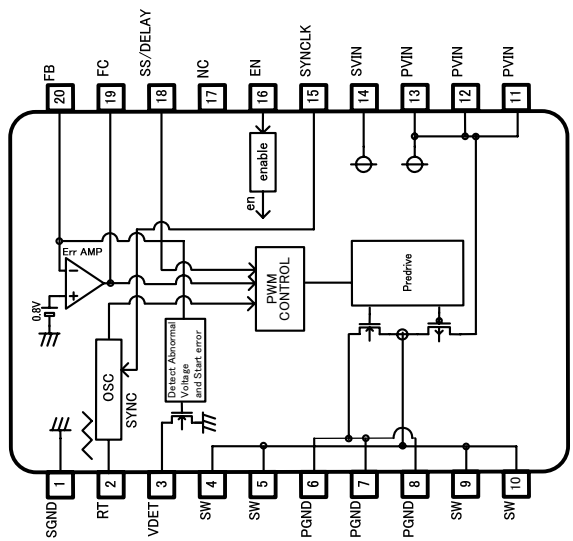 FB
FC
SS/DELAY
NC
EN
SYNCLK
SVIN
PVIN
PVIN
PVIN
20
19
18
17
16
15
14
13
12
11
enable
en
Err AMP
0.8V
OSC
SYNC
Detect Abnormal
Voltage
and Start error
PWM
CONTROL
Predrive
1
2
3
4
5
6
7
8
9
10
SGND
RT
VDET
SW
SW
PGND
PGND
PGND
SW
SW